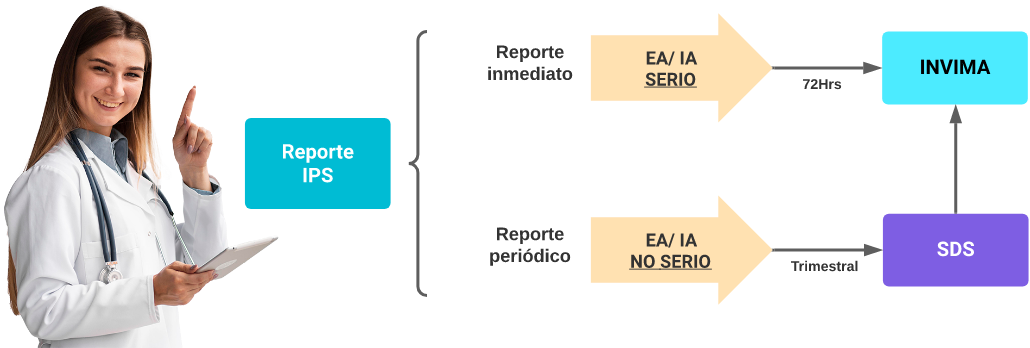 Reporte
IPS
Reporte
inmediato
EA/ IA
SERIO
72Hrs
INVIMA
Reporte
periódico
EA/ IA
NO SERIO
Trimestral
SDS